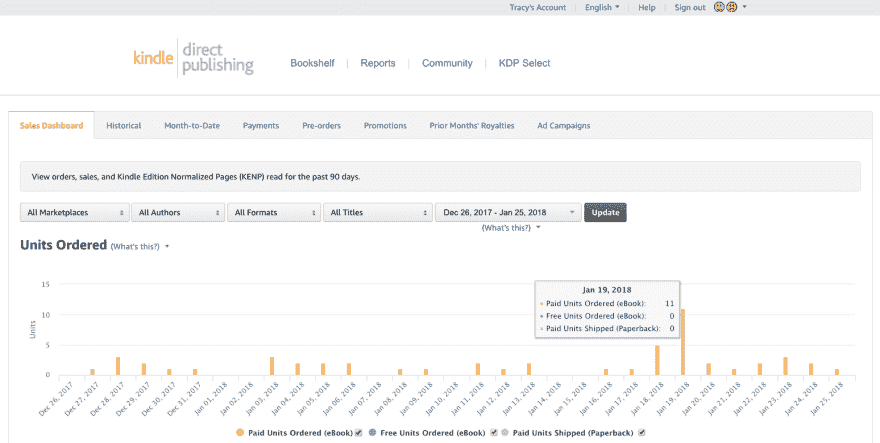 Tracy's Account English Help Sign out
kindle direct publishing
Bookshelf Reports Community KDP Select
Sales Dashboard Historical Month-to-Date Payments Pre-orders Promotions Prior Months' Royalties Ad Campaigns
View orders, sales, and Kindle Edition Normalized Pages (KENP) read for the past 90 days.
All Marketplaces All Authors All Formats All Titles Dec 26, 2017 - Jan 25, 2018 Update
(What's this?)
Units Ordered (What's this?)
15
10
5
0
Units
Jan 19, 2018
Paid Units Ordered (eBook): 11
Free Units Ordered (eBook): 0
Paid Units Shipped (Paperback): 0
Dec 26, 2017 Dec 27, 2017 Dec 28, 2017 Dec 29, 2017 Dec 30, 2017 Dec 31, 2017 Jan 01, 2018 Jan 02, 2018 Jan 03, 2018 Jan 04, 2018 Jan 05, 2018 Jan 06, 2018 Jan 07, 2018 Jan 08, 2018 Jan 09, 2018 Jan 10, 2018 Jan 11, 2018 Jan 12, 2018 Jan 13, 2018 Jan 14, 2018 Jan 15, 2018 Jan 16, 2018 Jan 17, 2018 Jan 18, 2018 Jan 19, 2018 Jan 20, 2018 Jan 21, 2018 Jan 22, 2018 Jan 23, 2018 Jan 24, 2018 Jan 25, 2018
Paid Units Ordered (eBook) Free Units Ordered (eBook) Paid Units Shipped (Paperback)